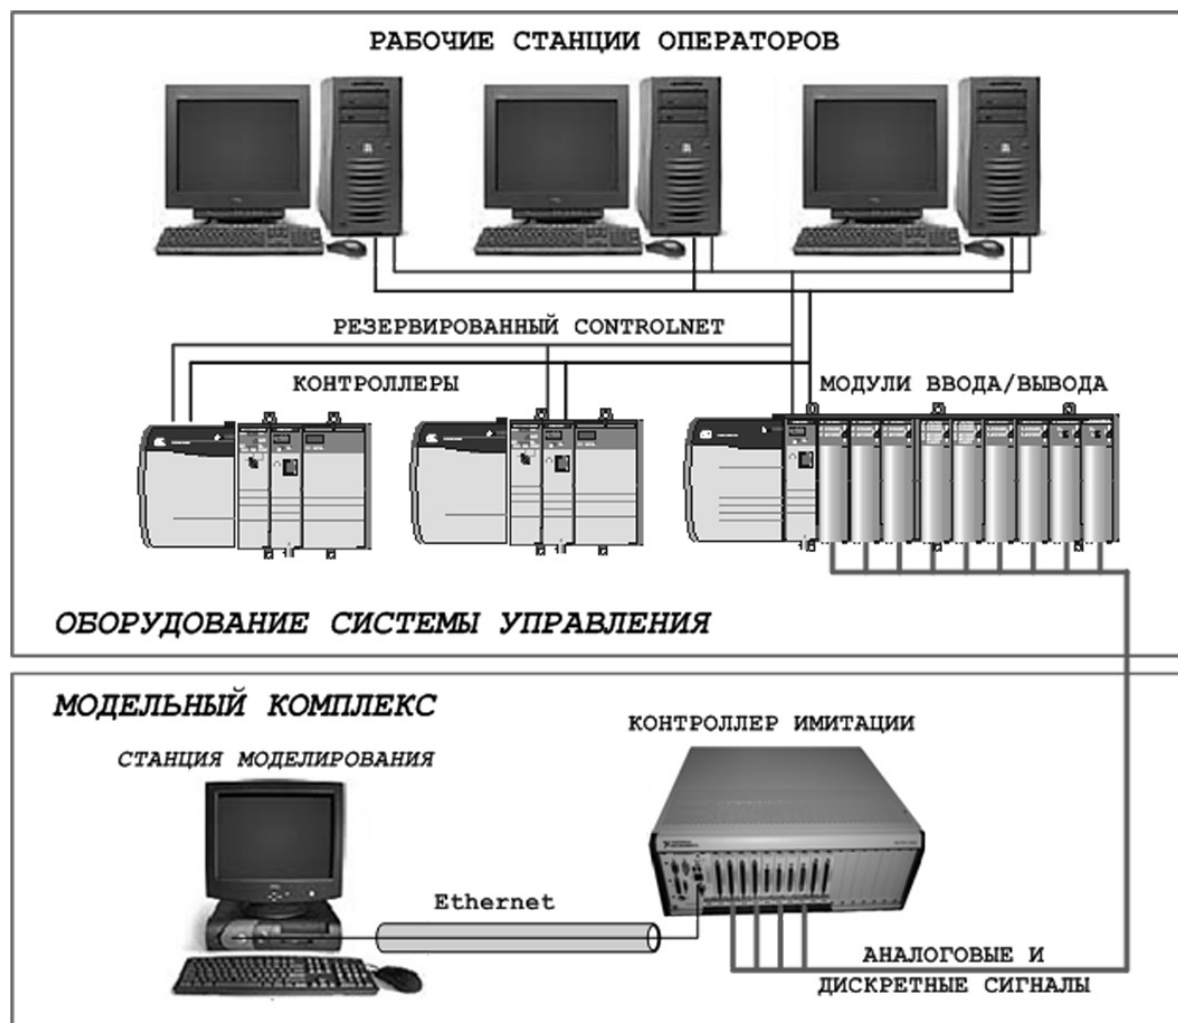 РАБОЧИЕ СТАНЦИИ ОПЕРАТОРОВ
РЕЗЕРВИРОВАННЫЙ CONTROLNET
КОНТРОЛЛЕРЫ
МОДУЛИ ВВОДА/ВЫВОДА
ОБОРУДОВАНИЕ СИСТЕМЫ УПРАВЛЕНИЯ
МОДЕЛЬНЫЙ КОМПЛЕКС
КОНТРОЛЛЕР ИМИТАЦИИ
СТАНЦИЯ МОДЕЛИРОВАНИЯ
Ethernet
АНАЛОГОВЫЕ И
ДИСКРЕТНЫЕ СИГНАЛЫ